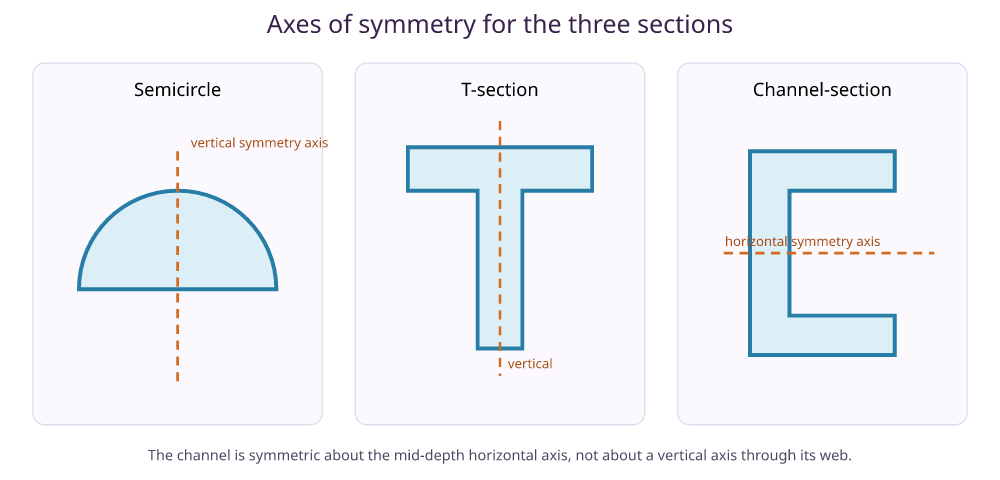 Axes of symmetry for the three sections
Semicircle
vertical symmetry axis
T-section
vertical
Channel-section
horizontal symmetry axis
The channel is symmetric about the mid-depth horizontal axis, not about a vertical axis through its web.